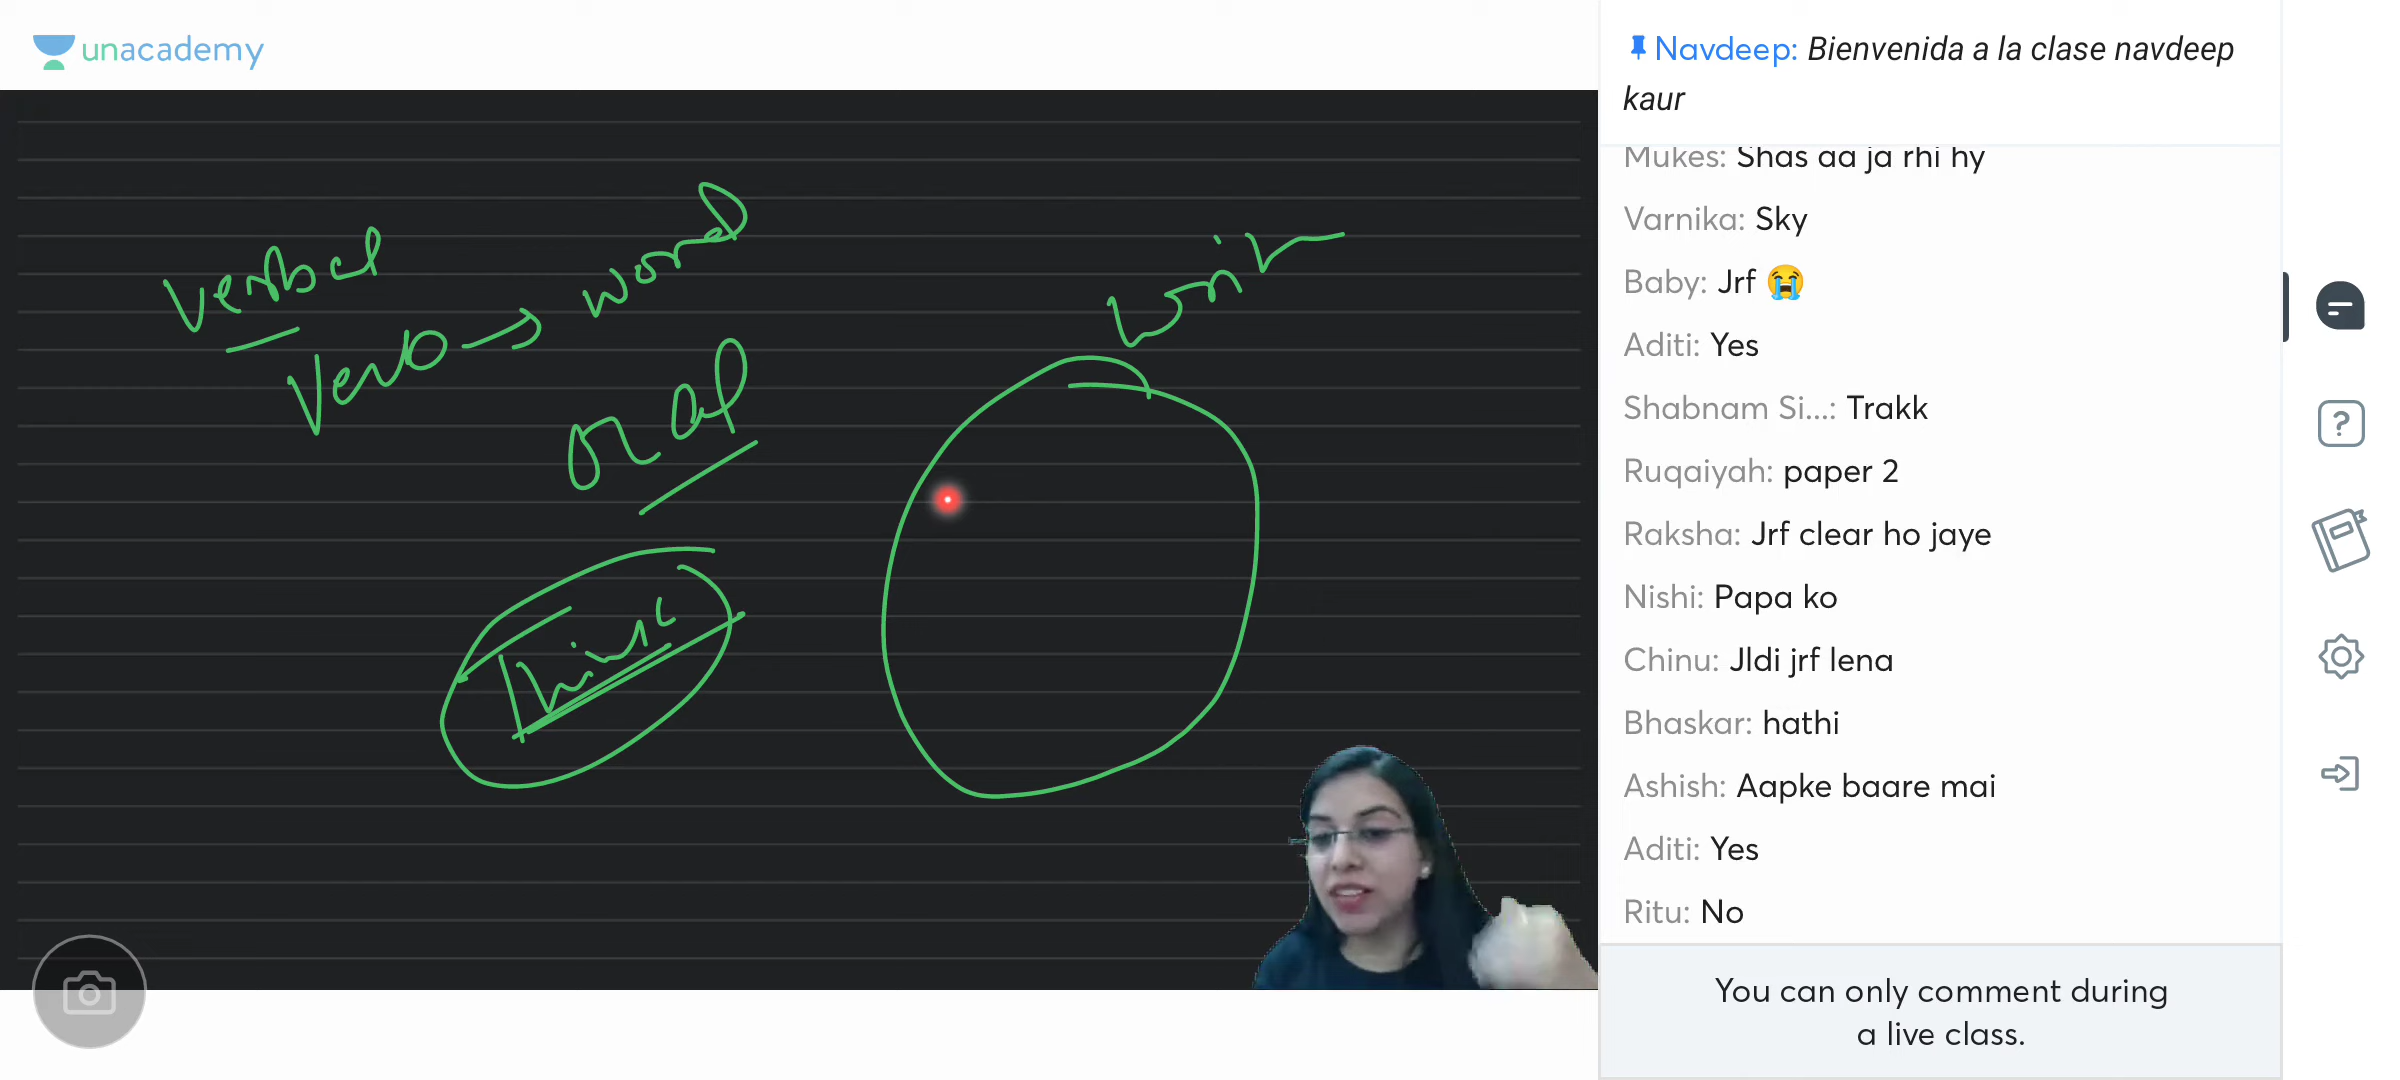 unacademy
verbal
verb → word
oral
Think
Navdeep: Bienvenida a la clase navdeep
kaur
Mukes: Shas aa ja rhi hy
Varnika: Sky
Baby: Jrf 😭
Aditi: Yes
Shabnam Si...: Trakk
Ruqaiyah: paper 2
Raksha: Jrf clear ho jaye
Nishi: Papa ko
Chinu: Jldi jrf lena
Bhaskar: hathi
Ashish: Aapke baare mai
Aditi: Yes
Ritu: No
You can only comment during
a live class.